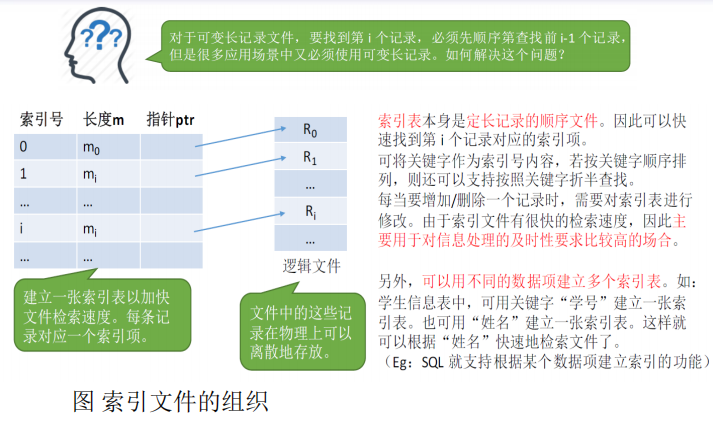 ???
对于可变长记录文件，要找到第 i 个记录，必须先顺序第查找前 i-1 个记录，
但是很多应用场景中又必须使用可变长记录。如何解决这个问题？
索引号 长度m 指针ptr
0 m₀
1 mᵢ
... ...
i mᵢ
... ...
R₀
R₁
...
Rᵢ
...
逻辑文件
建立一张索引表以加快
文件检索速度。每条记
录对应一个索引项。
文件中的这些记
录在物理上可以
离散地存放。
索引表本身是定长记录的顺序文件。因此可以快
速找到第 i 个记录对应的索引项。
可将关键字作为索引号内容，若按关键字顺序排
列，则还可以支持按照关键字折半查找。
每当要增加/删除一个记录时，需要对索引表进行
修改。由于索引文件有很快的检索速度，因此主
要用于对信息处理的及时性要求比较高的场合。
另外，可以用不同的数据项建立多个索引表。如：
学生信息表中，可用关键字“学号”建立一张索
引表。也可用“姓名”建立一张索引表。这样就
可以根据“姓名”快速地检索文件了。
（Eg：SQL 就支持根据某个数据项建立索引的功能）
图 索引文件的组织